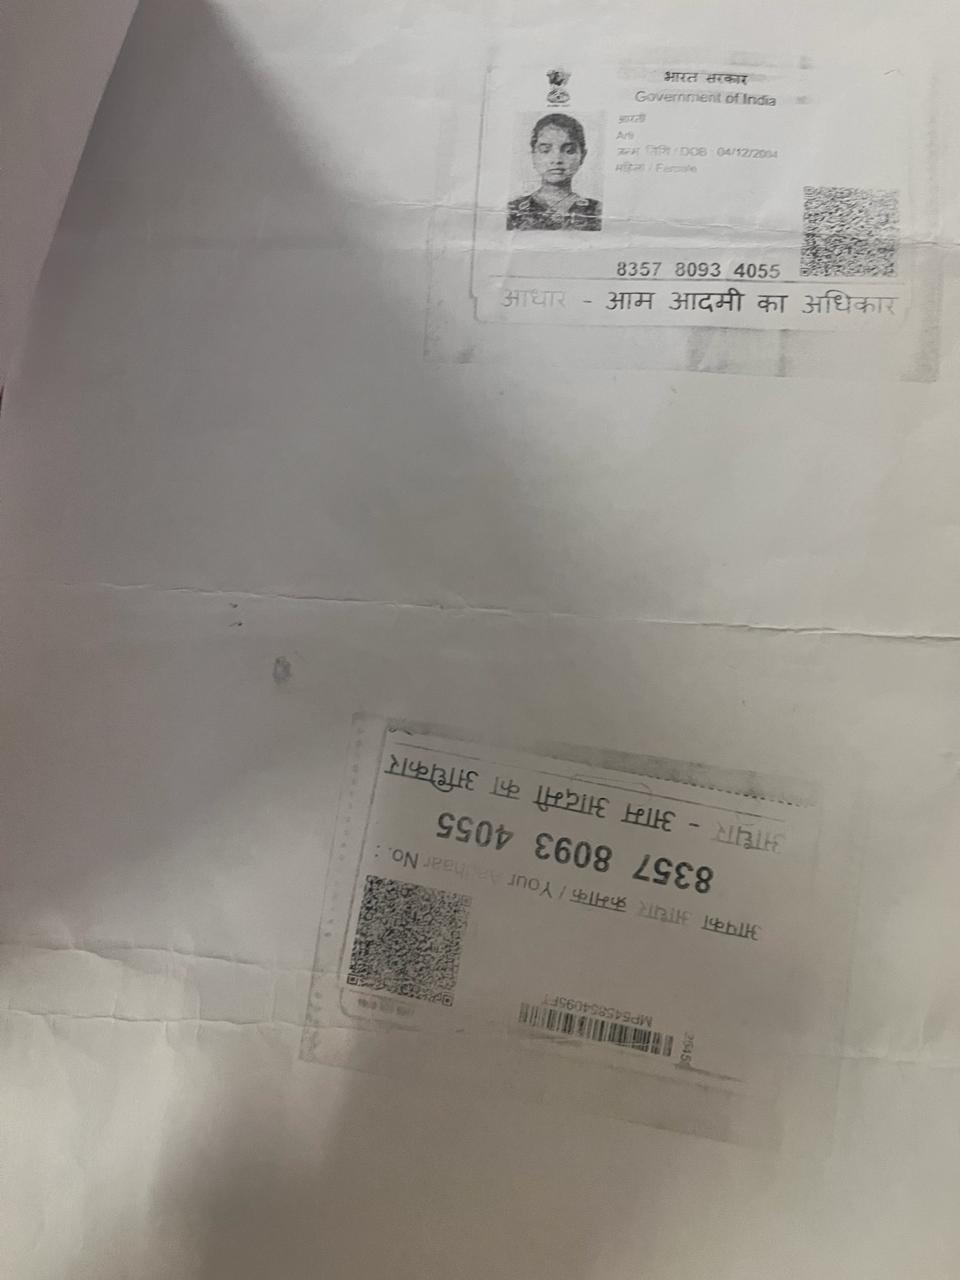 भारत सरकार
Government of India
आरती
Arti
जन्म तिथि / DOB : 04/12/2004
महिला / Female
8357 8093 4055
आधार - आम आदमी का अधिकार
MP545854095FT
आपका आधार क्रमांक / Your Aadhaar No. :
8357 8093 4055
आधार - आम आदमी का अधिकार